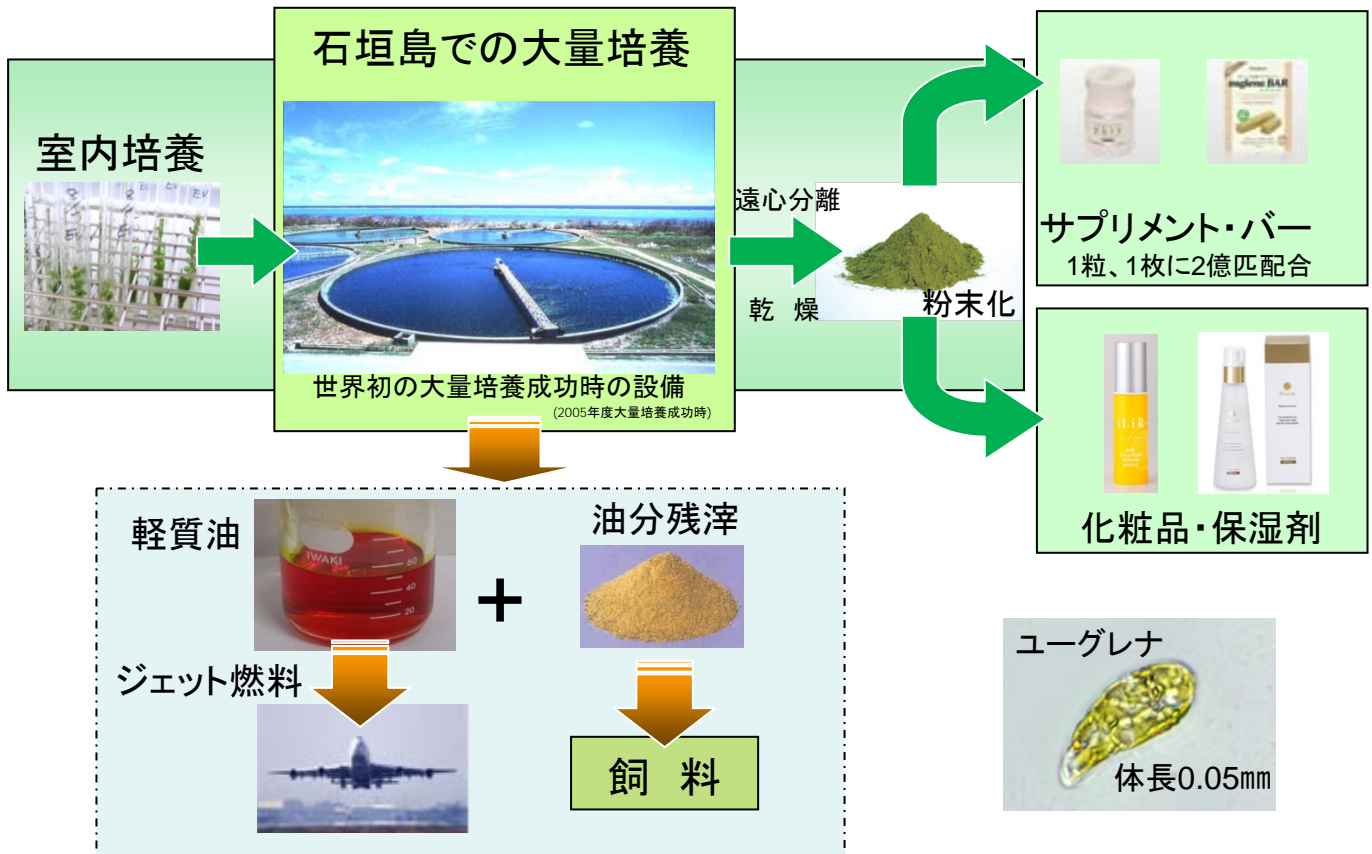 石垣島での大量培養
室内培養
世界初の大量培養成功時の設備
(2005年度大量培養成功時)
遠心分離
乾 燥
粉末化
euglena BAR
サプリメント・バー
1粒、1枚に2億匹配合
iLiR
化粧品・保湿剤
軽質油
IWAKI
60
40
20
+
油分残滓
ジェット燃料
飼 料
ユーグレナ
体長0.05㎜